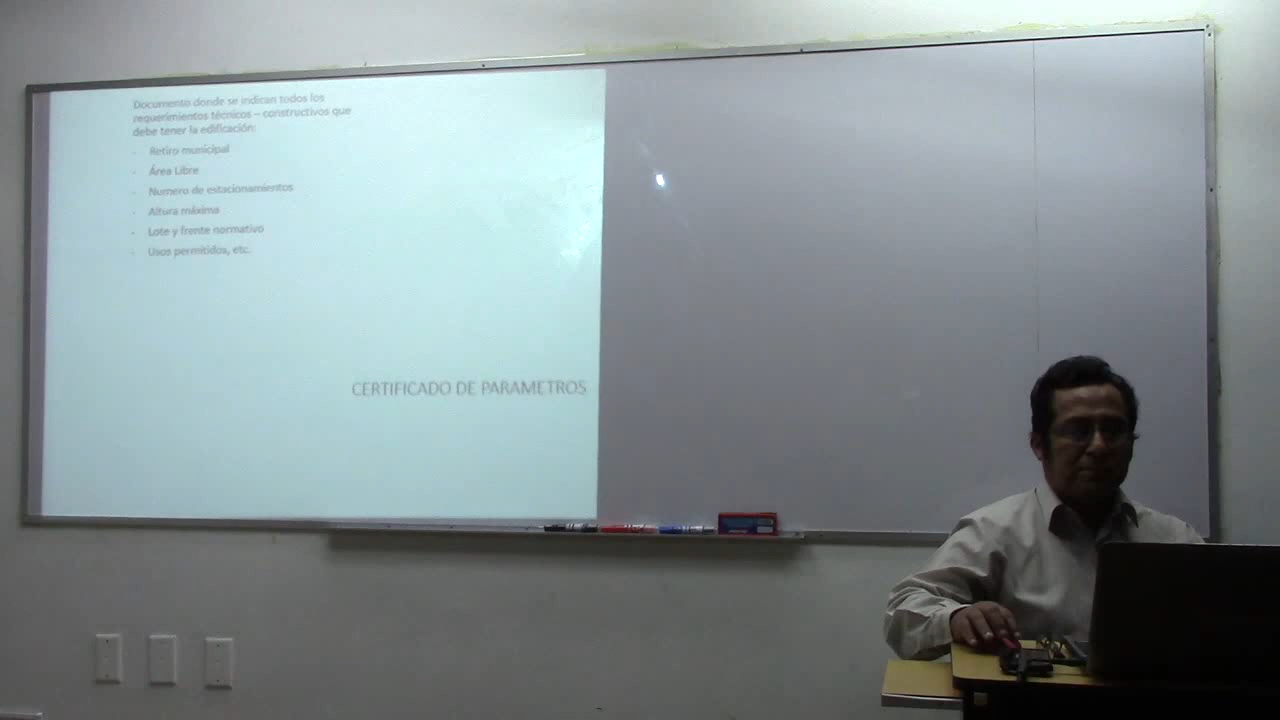 Documento donde se indican todos los
requerimientos técnicos – constructivos que
debe tener la edificación:
- Retiro municipal
- Área Libre
- Numero de estacionamientos
- Altura máxima
- Lote y frente normativo
- Usos permitidos, etc.
CERTIFICADO DE PARAMETROS